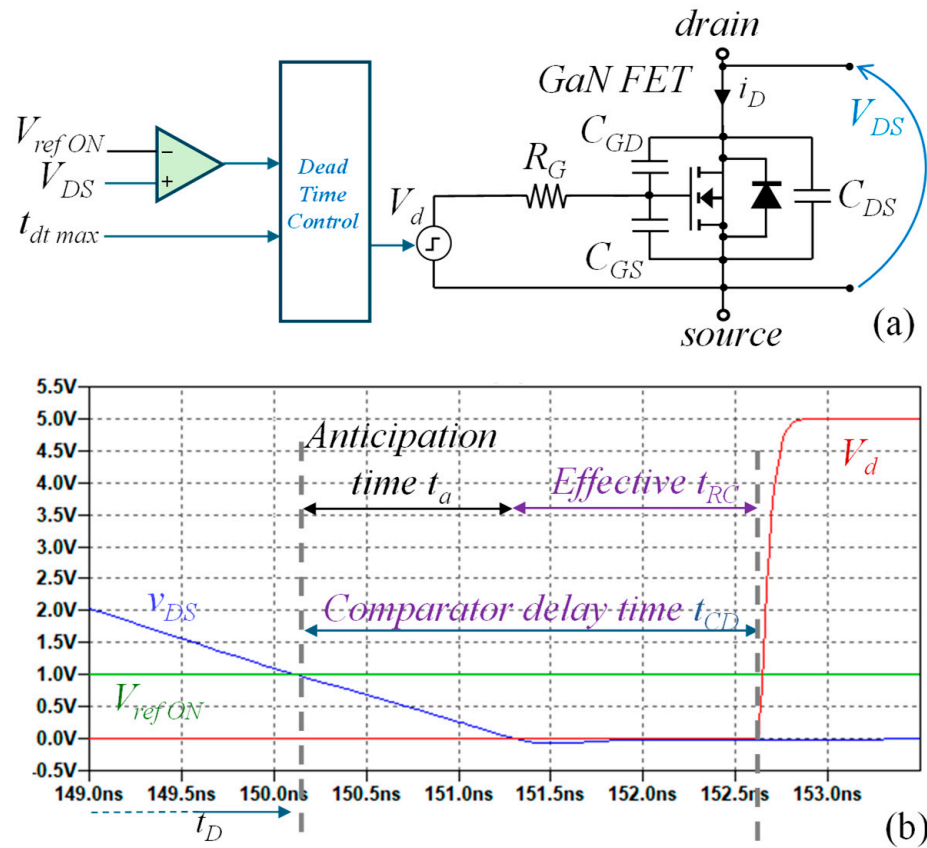 drain
GaN FET
i_D
V_DS
V_ref ON
V_DS
−
+
t_dt max
Dead
Time
Control
V_d
R_G
C_GD
C_GS
C_DS
source
(a)
5.5V
5.0V
4.5V
4.0V
3.5V
3.0V
2.5V
2.0V
1.5V
1.0V
0.5V
0.0V
-0.5V
Anticipation
time t_a
Effective t_RC
V_d
v_DS
Comparator delay time t_CD
V_ref ON
149.0ns 149.5ns 150.0ns 150.5ns 151.0ns 151.5ns 152.0ns 152.5ns 153.0ns
t_D
(b)